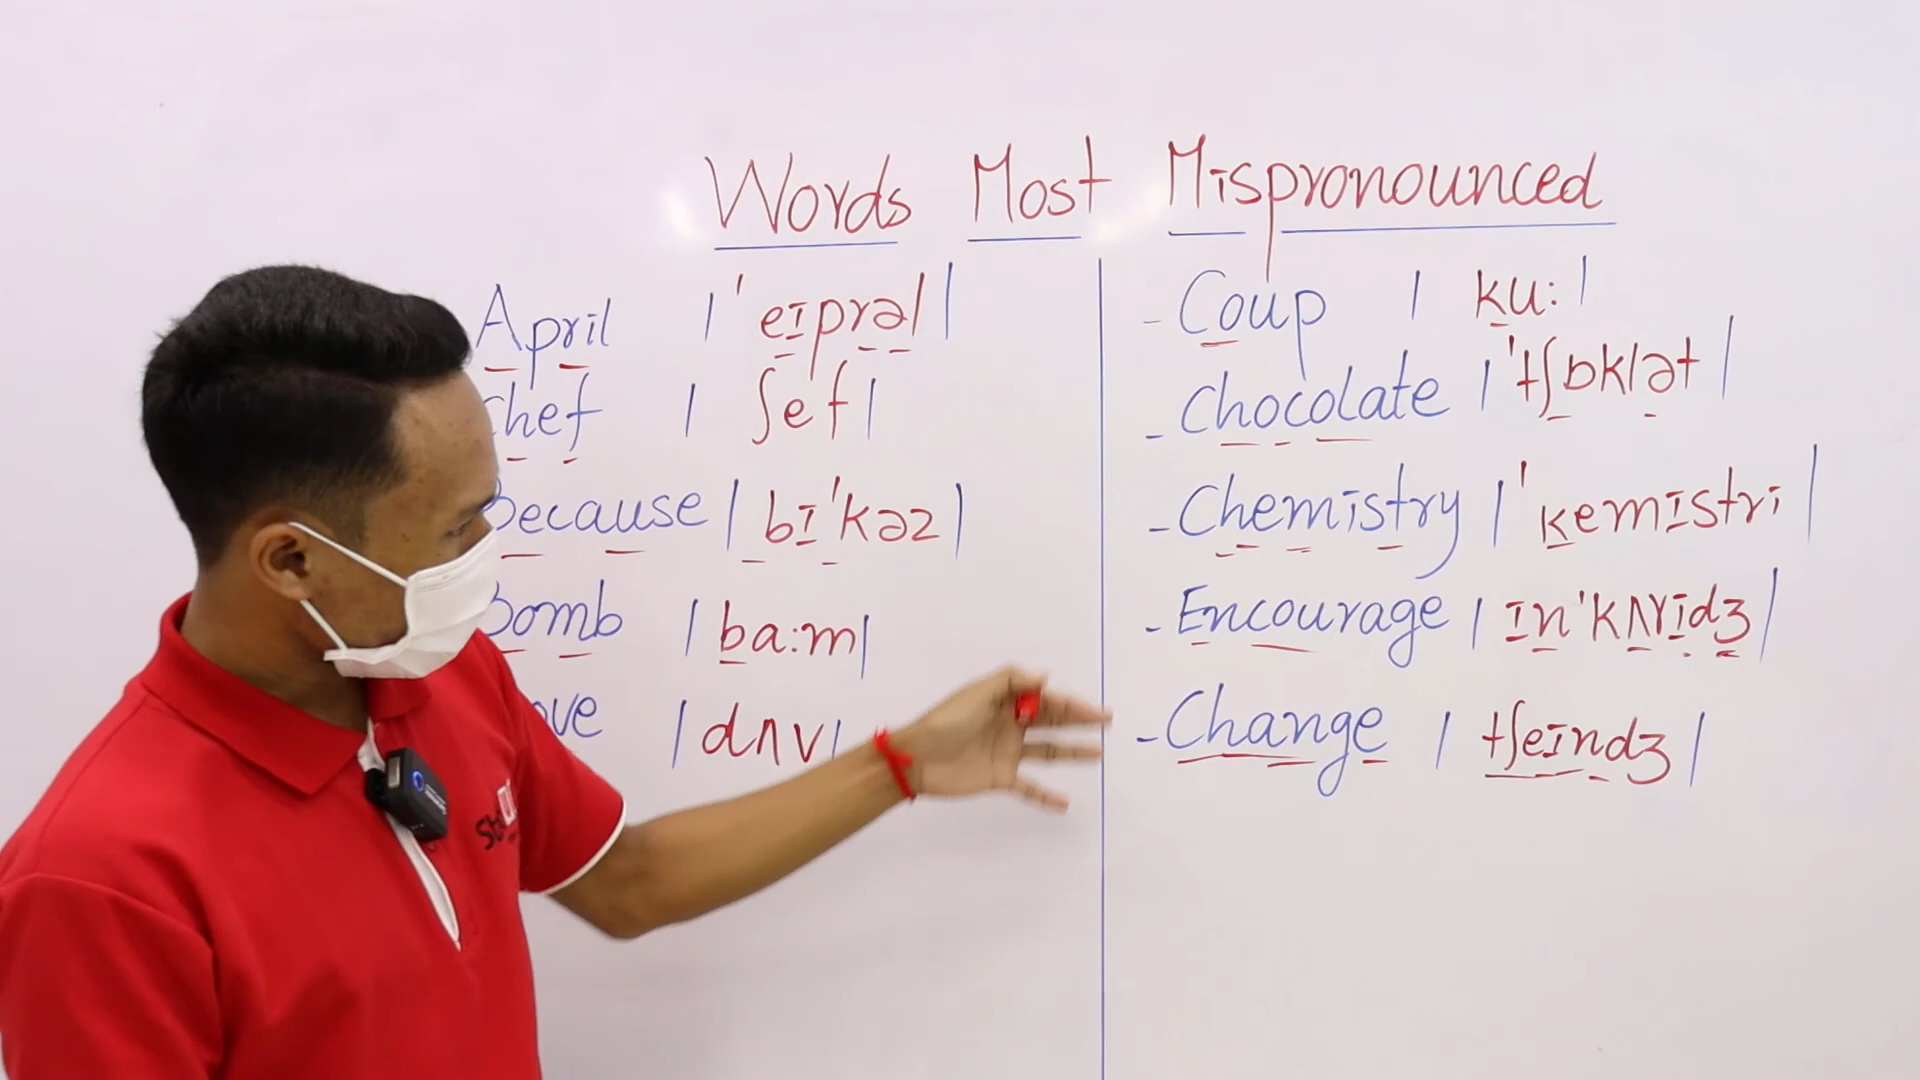 Words Most Mispronounced
April |'eɪprəl|
Chef | ʃef|
Because |bɪ'kəz|
Bomb |ba:m|
ove |dʌv|
- Coup | ku:|
- Chocolate |'tʃɒklət|
- Chemistry |'kemɪstri|
- Encourage |ɪn'kʌrɪdʒ|
- Change |tʃeɪndʒ|